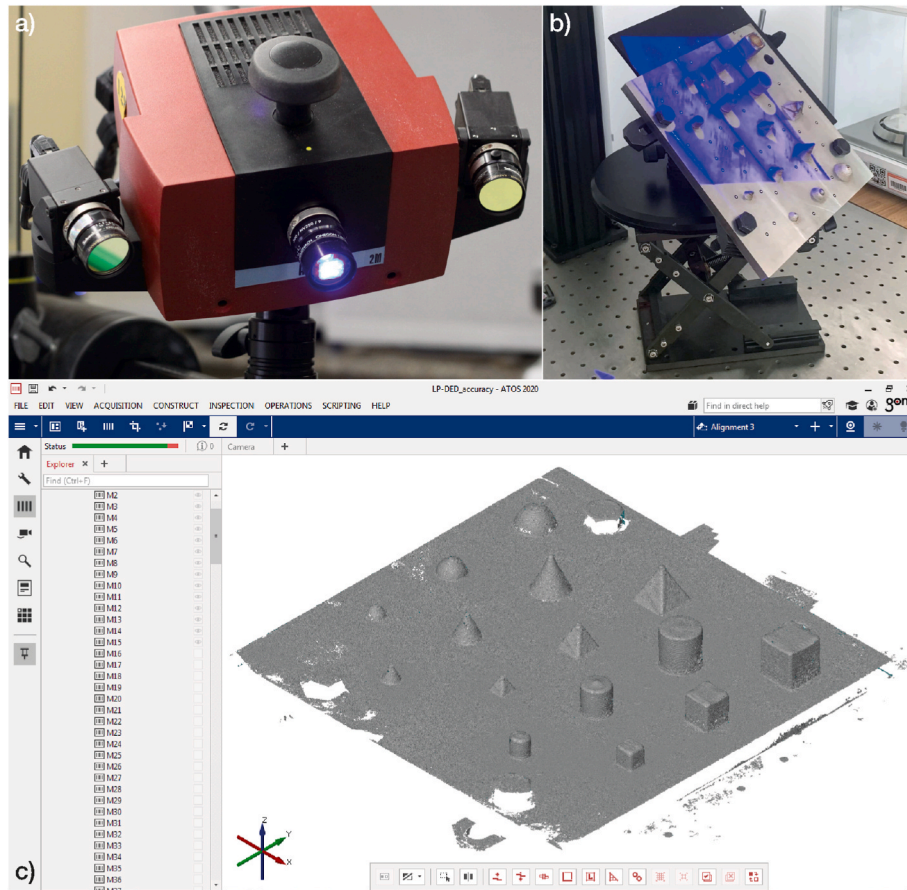 a)
b)
2M
LP-DED_accuracy - ATOS 2020
FILE EDIT VIEW ACQUISITION CONSTRUCT INSPECTION OPERATIONS SCRIPTING HELP
Find in direct help
gom
Alignment 3
Status
0
Camera
Explorer
Find (Ctrl+F)
M2
M3
M4
M5
M6
M7
M8
M9
M10
M11
M12
M13
M14
M15
M16
M17
M18
M19
M20
M21
M22
M23
M24
M25
M26
M27
M28
M29
M30
M31
M32
M33
M34
M35
M36
Z
Y
X
c)